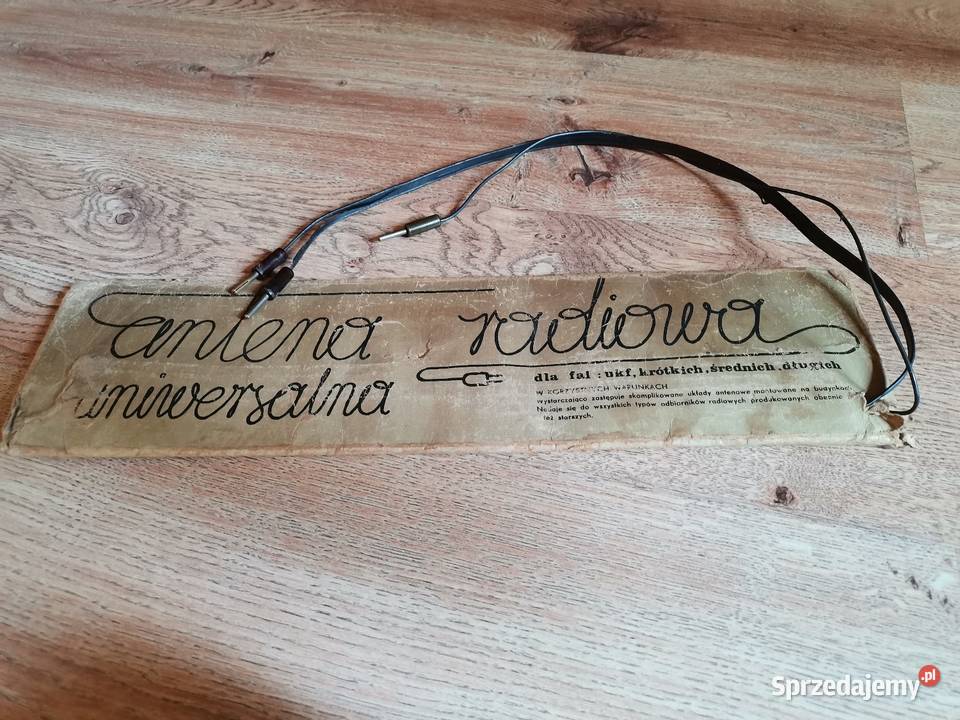 antena radiowa
uniwersalna
dla fal : ukf, krótkich, średnich, długich
W KORZYSTNYCH WARUNKACH
wystarczająco zastępuje skomplikowane układy antenowe montowane na budynkach.
Nadaje się do wszystkich typów odbiorników radiowych produkowanych obecnie
i też starszych.
Sprzedajemy.pl